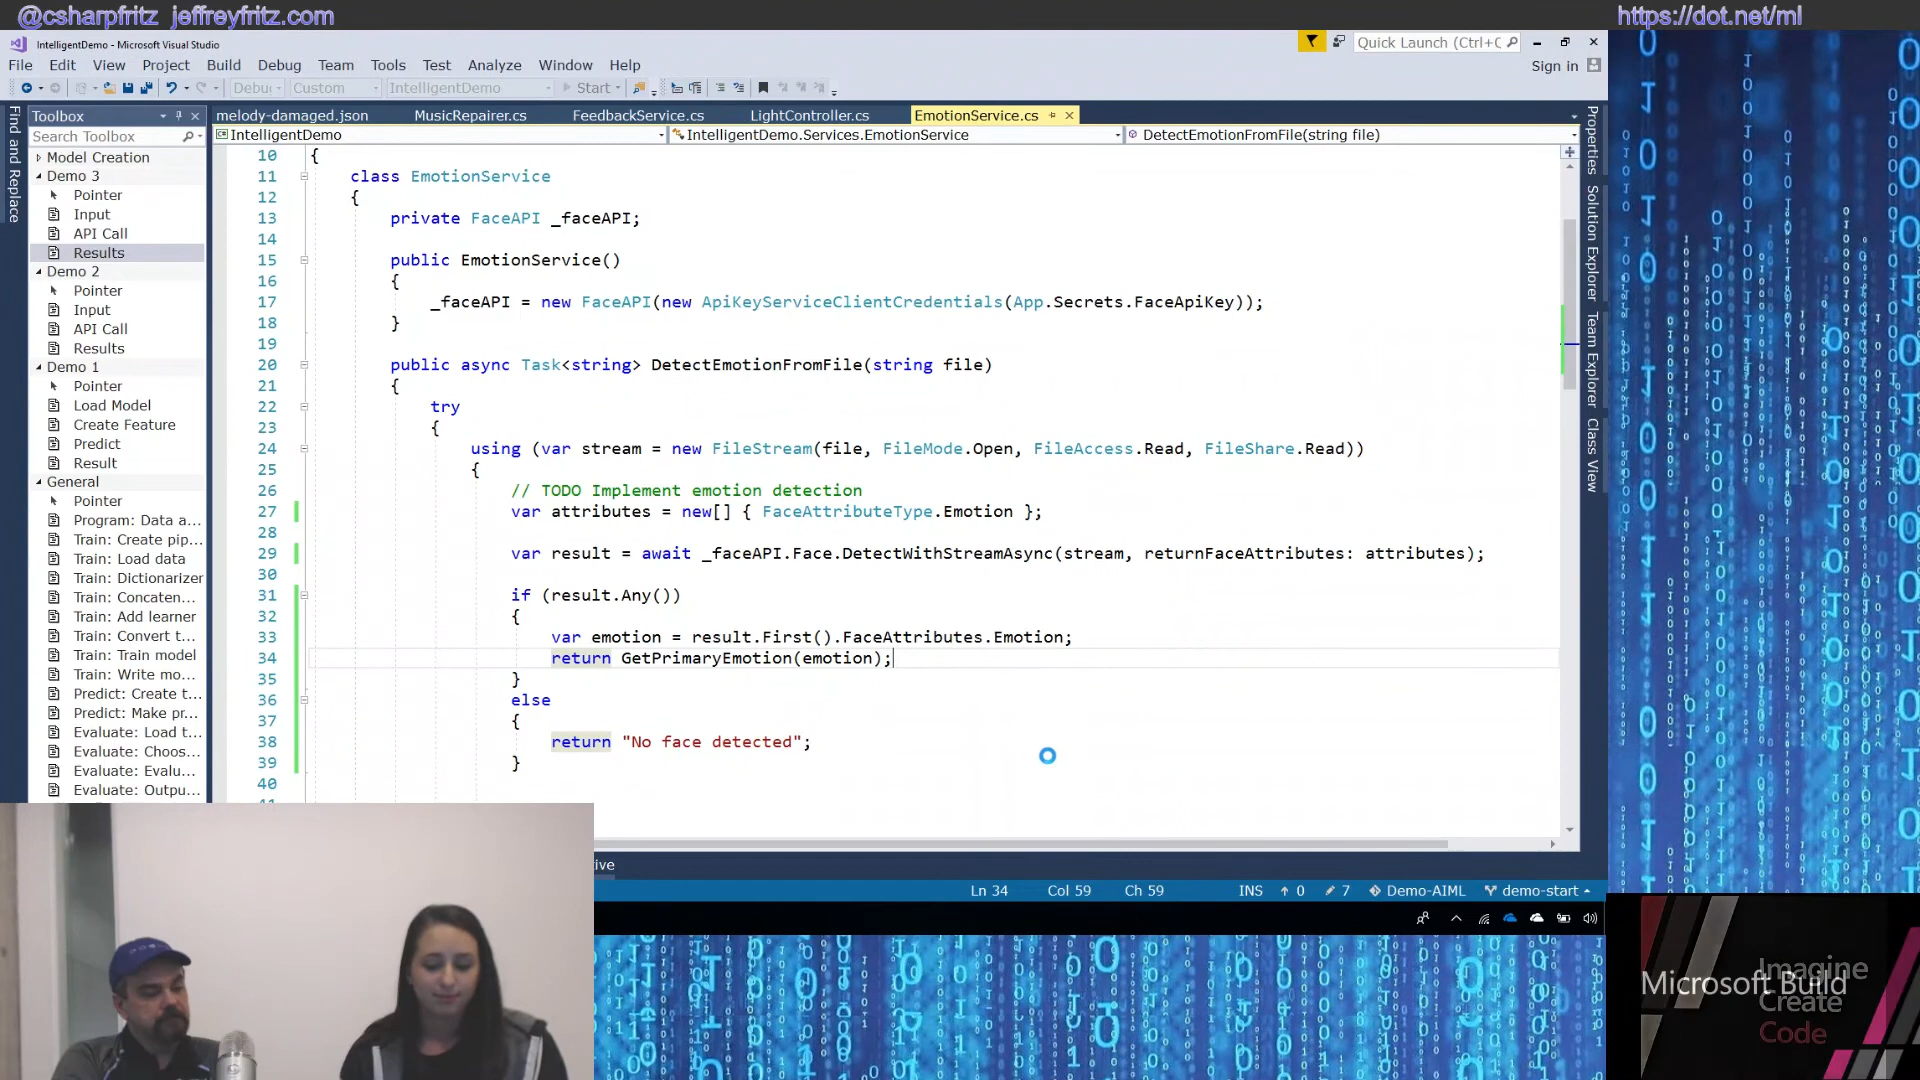 @csharpfritz jeffreyfritz.com
https://dot.net/ml
IntelligentDemo - Microsoft Visual Studio
Quick Launch (Ctrl+Q
File Edit View Project Build Debug Team Tools Test Analyze Window Help
Sign in
Debu Custom IntelligentDemo Start
Find and Replace
Toolbox
Search Toolbox
Model Creation
Demo 3
Pointer
Input
API Call
Results
Demo 2
Pointer
Input
API Call
Results
Demo 1
Pointer
Load Model
Create Feature
Predict
Result
General
Pointer
Program: Data a...
Train: Create pip...
Train: Load data
Train: Dictionarizer
Train: Concaten...
Train: Add learner
Train: Convert t...
Train: Train model
Train: Write mo...
Predict: Create t...
Predict: Make pr...
Evaluate: Load t...
Evaluate: Choos...
Evaluate: Evalu...
Evaluate: Outpu...
melody-damaged.json MusicRepairer.cs FeedbackService.cs LightController.cs EmotionService.cs
IntelligentDemo IntelligentDemo.Services.EmotionService DetectEmotionFromFile(string file)
10 {
11 class EmotionService
12 {
13 private FaceAPI _faceAPI;
14
15 public EmotionService()
16 {
17 _faceAPI = new FaceAPI(new ApiKeyServiceClientCredentials(App.Secrets.FaceApiKey));
18 }
19
20 public async Task<string> DetectEmotionFromFile(string file)
21 {
22 try
23 {
24 using (var stream = new FileStream(file, FileMode.Open, FileAccess.Read, FileShare.Read))
25 {
26 // TODO Implement emotion detection
27 var attributes = new[] { FaceAttributeType.Emotion };
28
29 var result = await _faceAPI.Face.DetectWithStreamAsync(stream, returnFaceAttributes: attributes);
30
31 if (result.Any())
32 {
33 var emotion = result.First().FaceAttributes.Emotion;
34 return GetPrimaryEmotion(emotion);
35 }
36 else
37 {
38 return "No face detected";
39 }
40
Properties
Solution Explorer
Team Explorer
Class View
Ln 34 Col 59 Ch 59 INS 0 7 Demo-AIML demo-start
Microsoft Build
Imagine
Create
Code